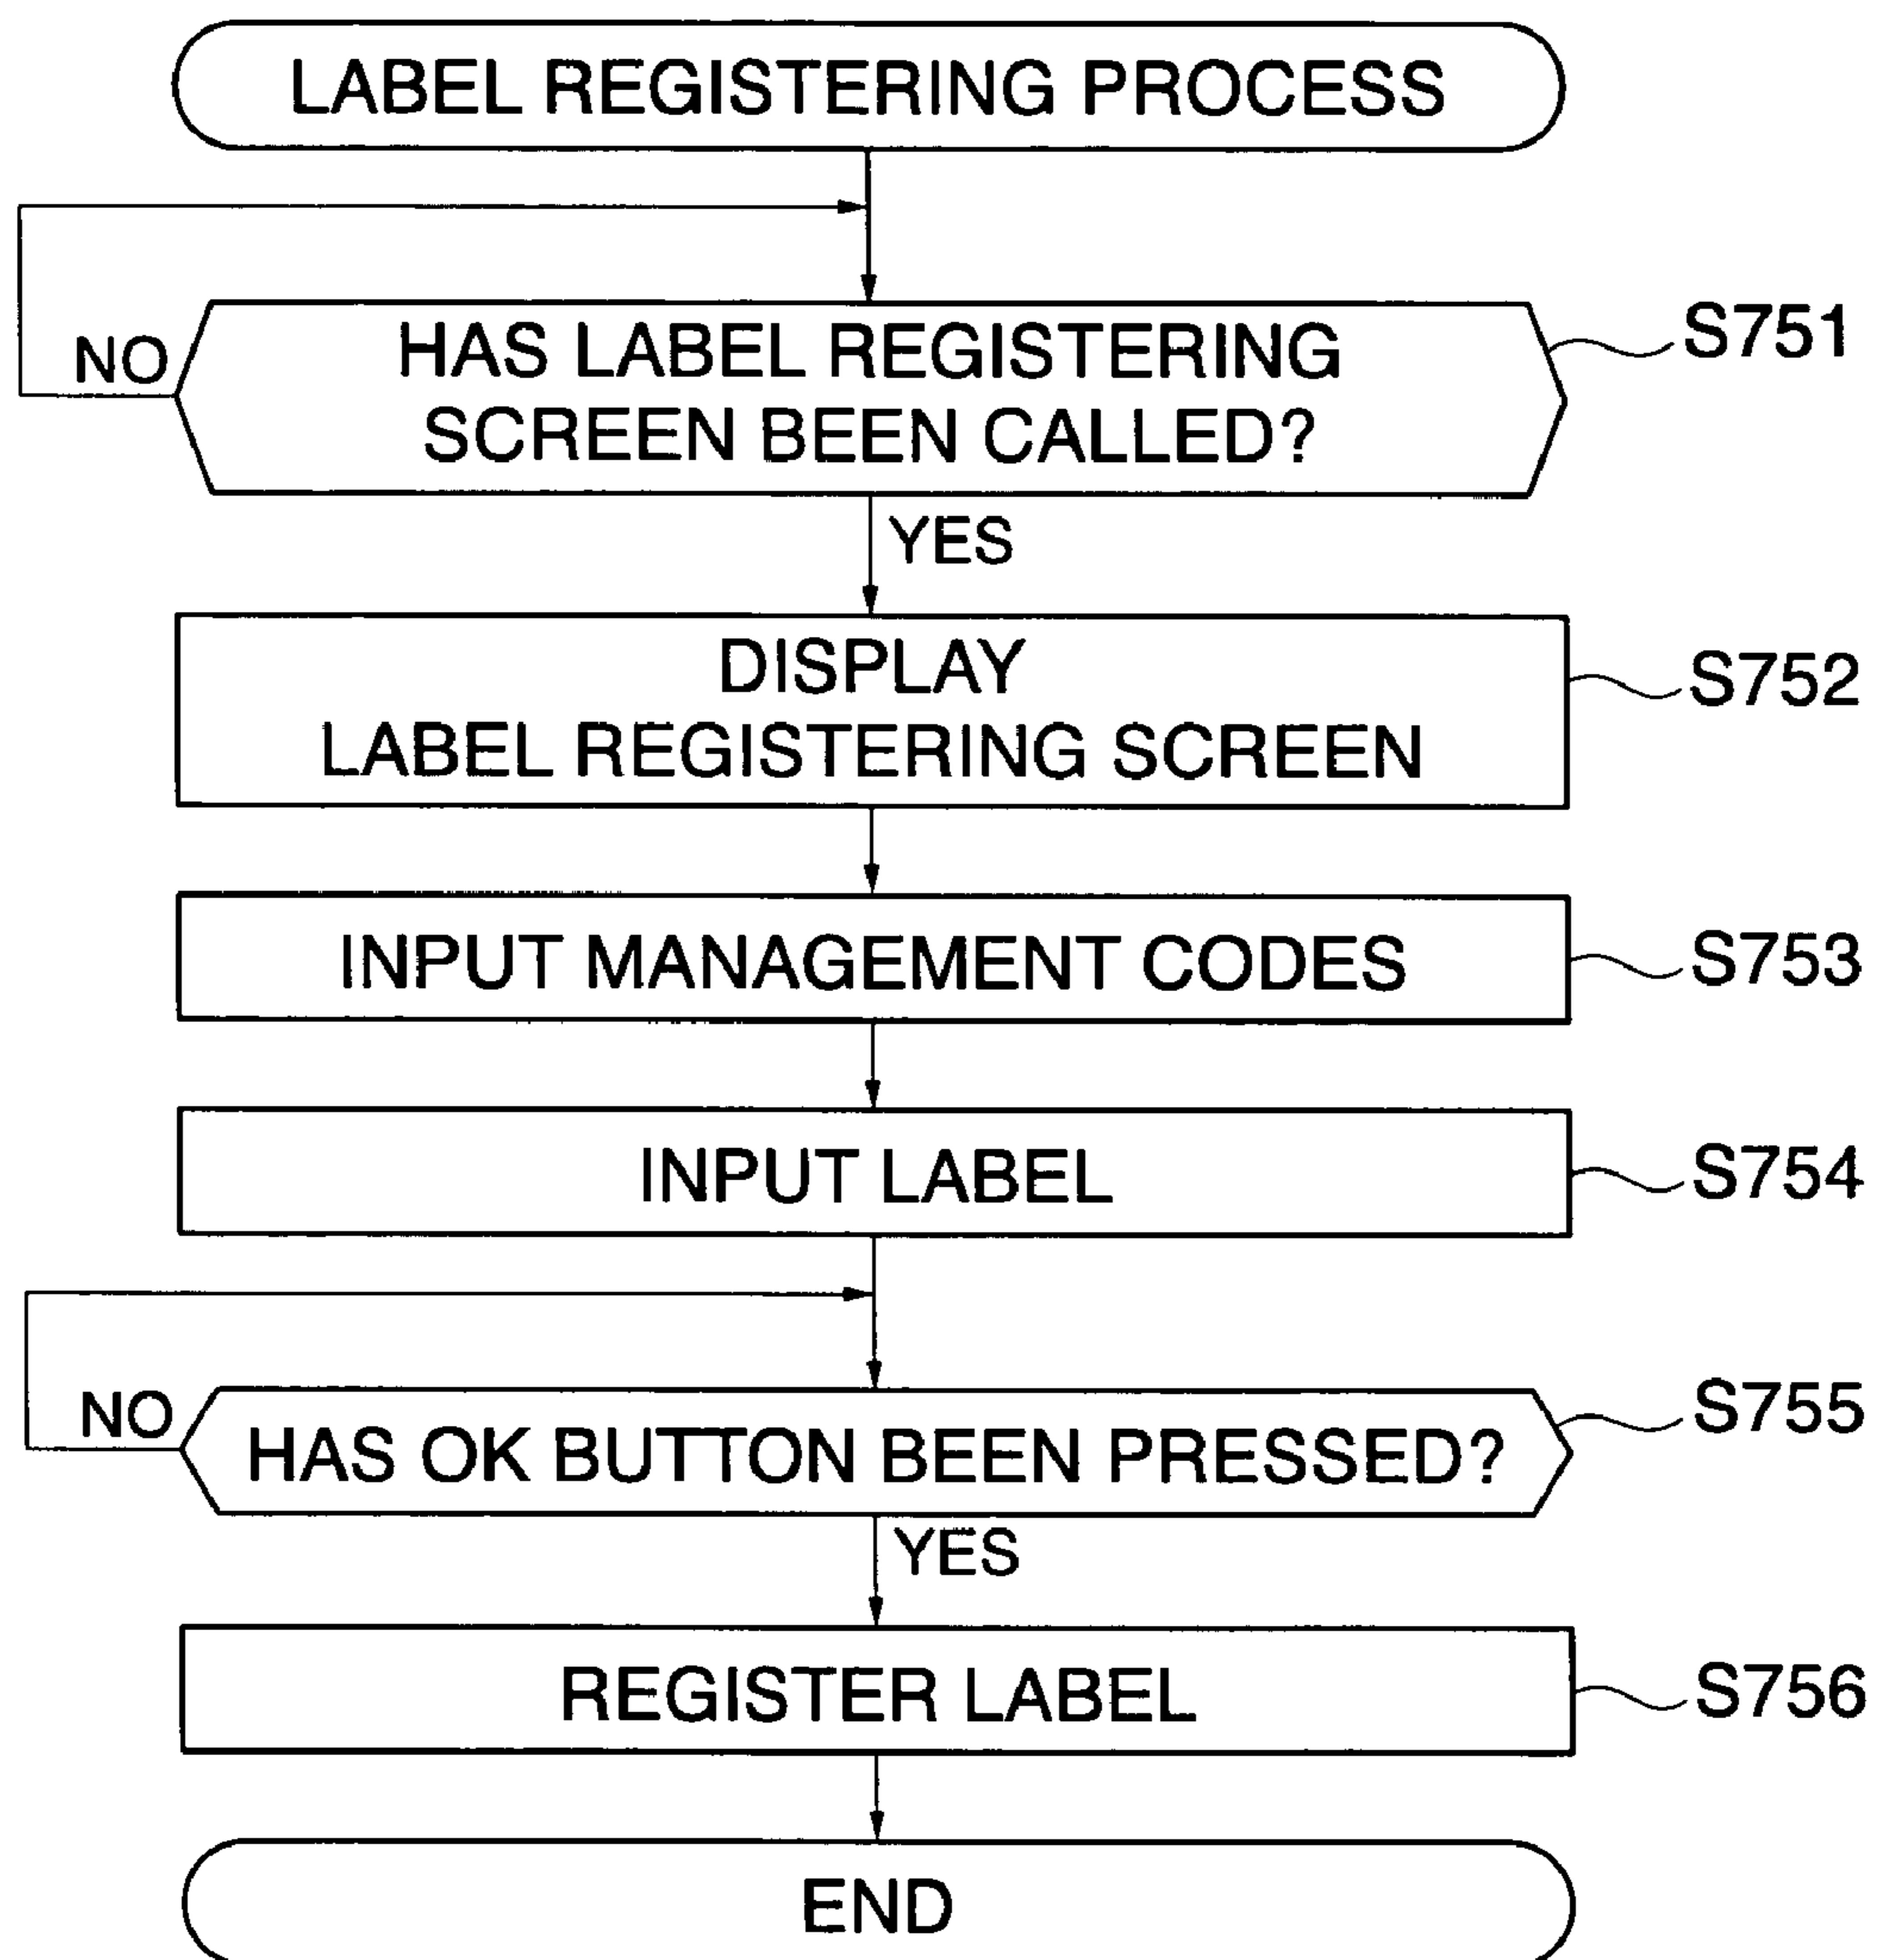 LABEL REGISTERING PROCESS
NO
HAS LABEL REGISTERING
SCREEN BEEN CALLED?
S751
YES
DISPLAY
LABEL REGISTERING SCREEN
S752
INPUT MANAGEMENT CODES
S753
INPUT LABEL
S754
NO
HAS OK BUTTON BEEN PRESSED?
S755
YES
REGISTER LABEL
S756
END